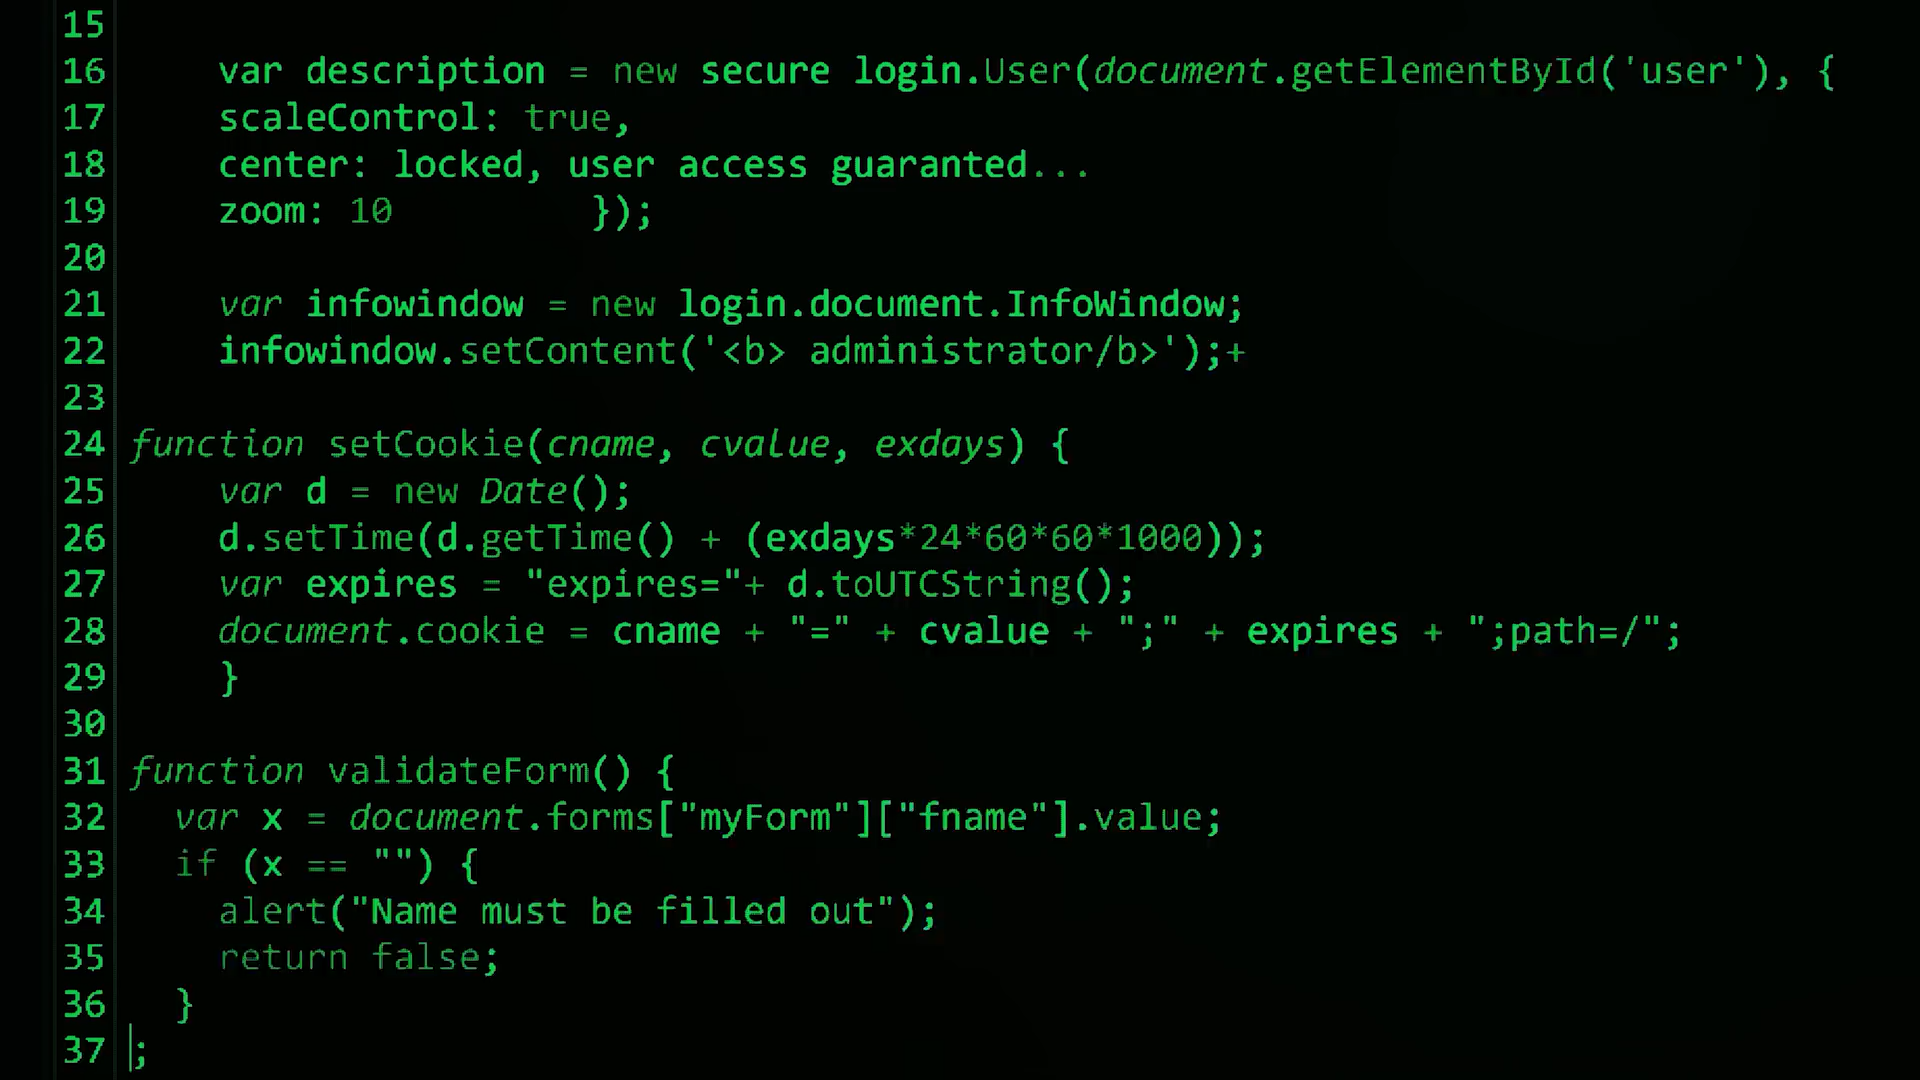 15
16 var description = new secure login.User(document.getElementById('user'), {
17 scaleControl: true,
18 center: locked, user access guaranted...
19 zoom: 10 });
20
21 var infowindow = new login.document.InfoWindow;
22 infowindow.setContent('<b> administrator/b>');+
23
24 function setCookie(cname, cvalue, exdays) {
25 var d = new Date();
26 d.setTime(d.getTime() + (exdays*24*60*60*1000));
27 var expires = "expires="+ d.toUTCString();
28 document.cookie = cname + "=" + cvalue + ";" + expires + ";path=/";
29 }
30
31 function validateForm() {
32 var x = document.forms["myForm"]["fname"].value;
33 if (x == "") {
34 alert("Name must be filled out");
35 return false;
36 }
37 ;